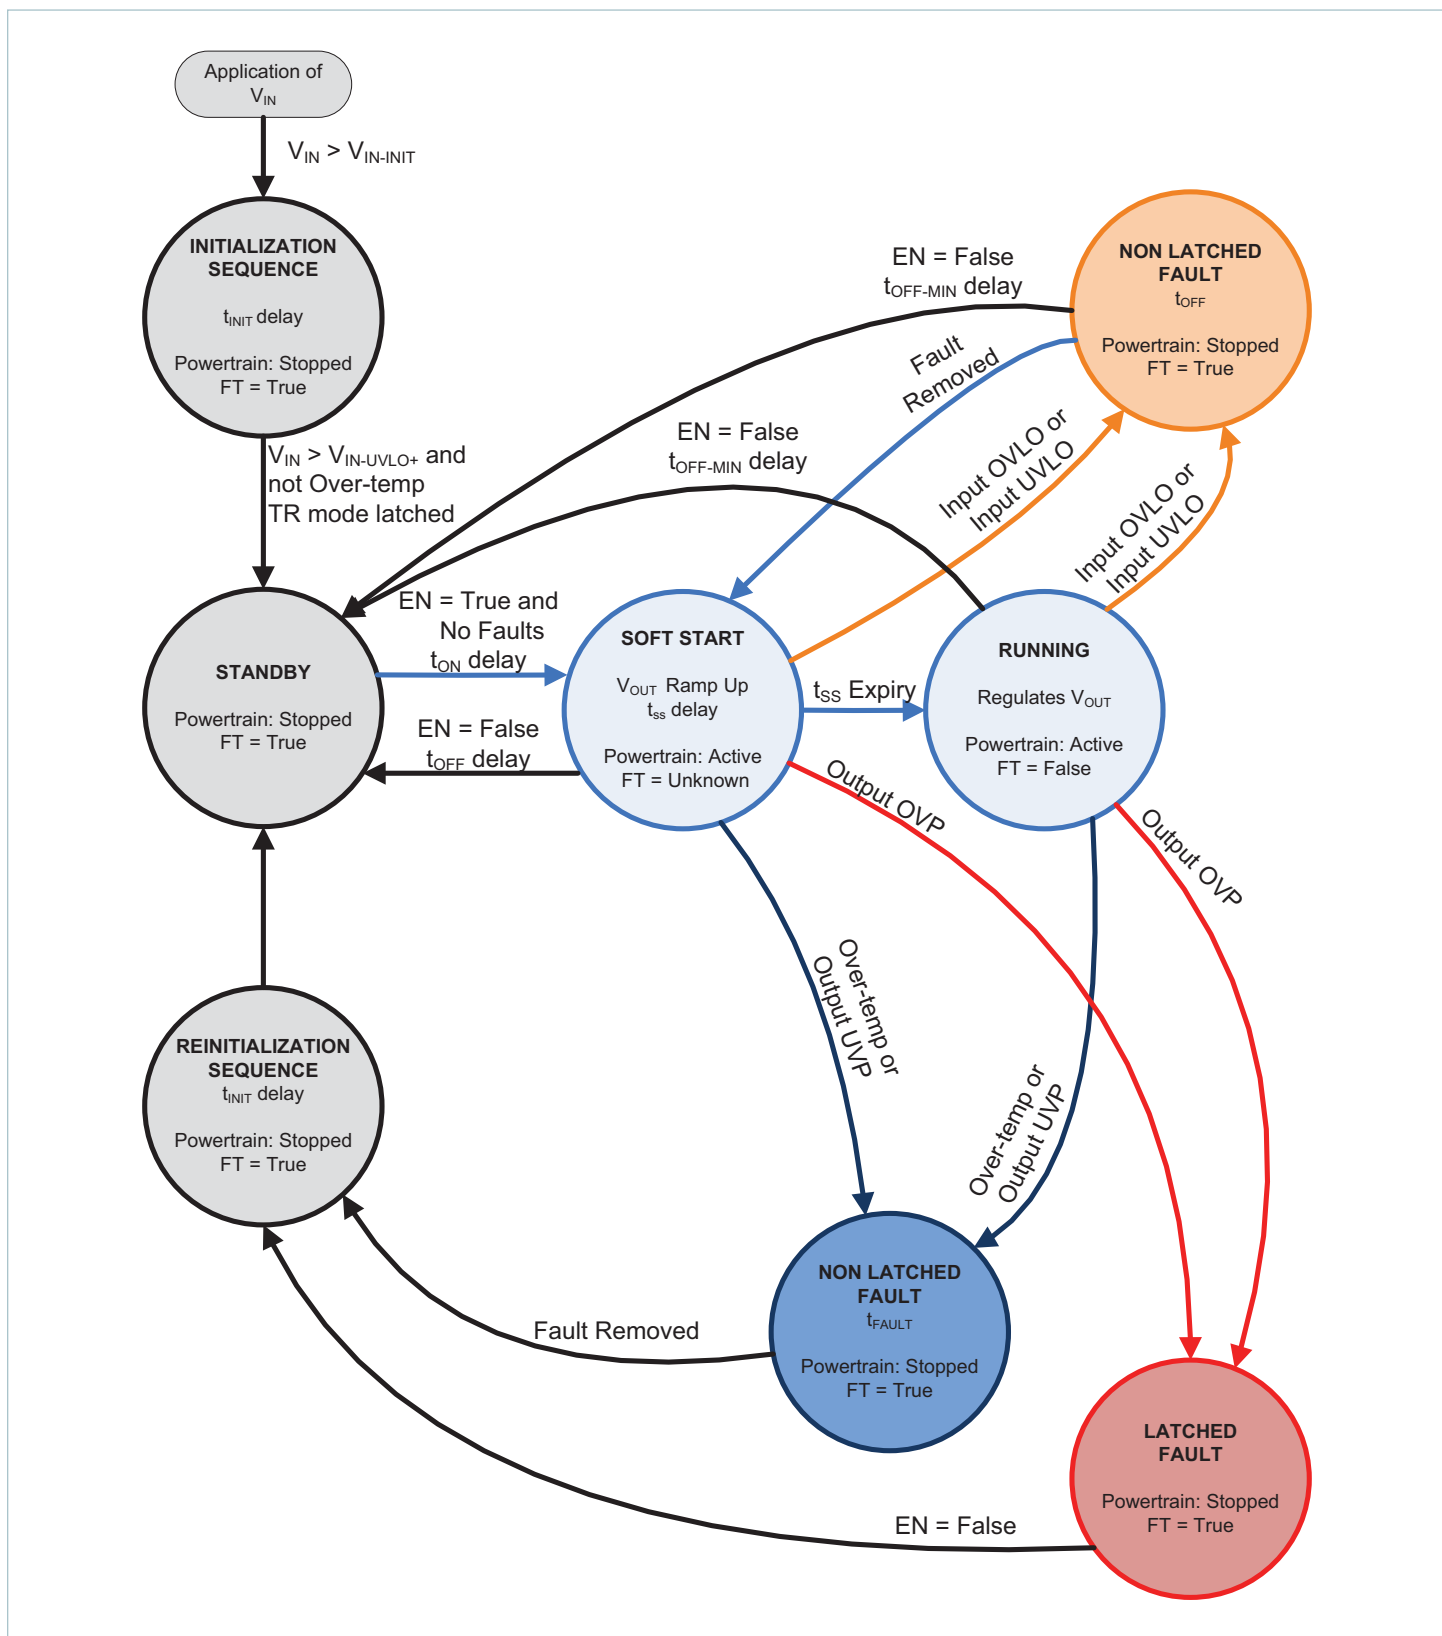 Application of
VIN
VIN > VIN-INIT
INITIALIZATION
SEQUENCE
tINIT delay
Powertrain: Stopped
FT = True
VIN > VIN-UVLO+ and
not Over-temp
TR mode latched
EN = False
tOFF-MIN delay
NON LATCHED
FAULT
tOFF
Powertrain: Stopped
FT = True
Fault
Removed
EN = False
tOFF-MIN delay
Input OVLO or
Input UVLO
Input OVLO or
Input UVLO
STANDBY
Powertrain: Stopped
FT = True
EN = True and
No Faults
tON delay
EN = False
tOFF delay
SOFT START
VOUT Ramp Up
tss delay
Powertrain: Active
FT = Unknown
tSS Expiry
RUNNING
Regulates VOUT
Powertrain: Active
FT = False
Output OVP
Output OVP
Over-temp or
Output UVP
Over-temp or
Output UVP
REINITIALIZATION
SEQUENCE
tINIT delay
Powertrain: Stopped
FT = True
Fault Removed
NON LATCHED
FAULT
tFAULT
Powertrain: Stopped
FT = True
EN = False
LATCHED
FAULT
Powertrain: Stopped
FT = True